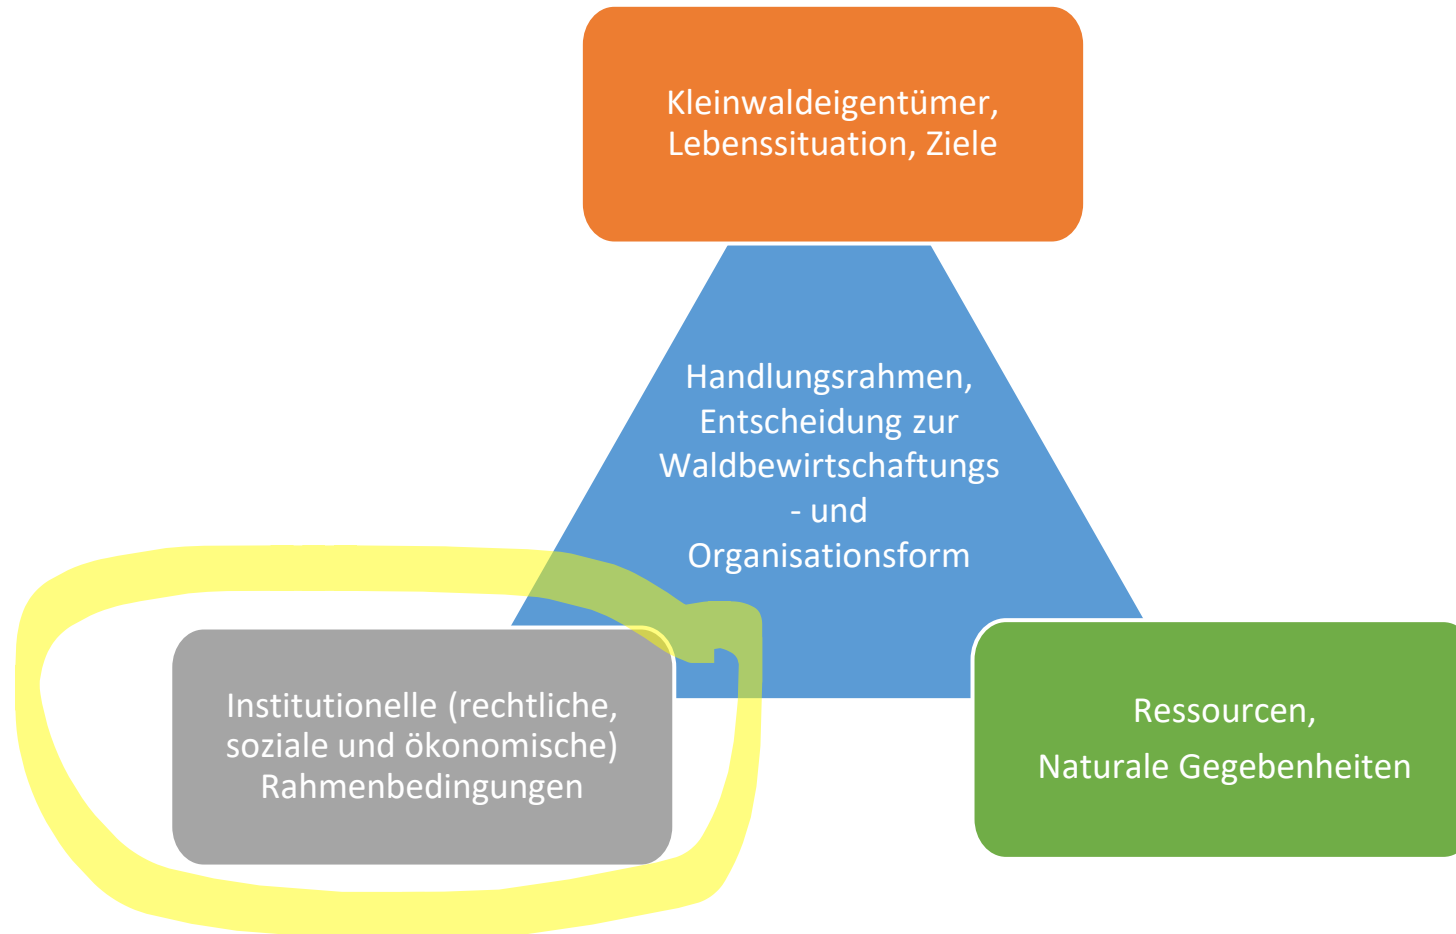 Kleinwaldeigentümer,
Lebenssituation, Ziele
Handlungsrahmen,
Entscheidung zur
Waldbewirtschaftungs
- und
Organisationsform
Institutionelle (rechtliche,
soziale und ökonomische)
Rahmenbedingungen
Ressourcen,
Naturale Gegebenheiten